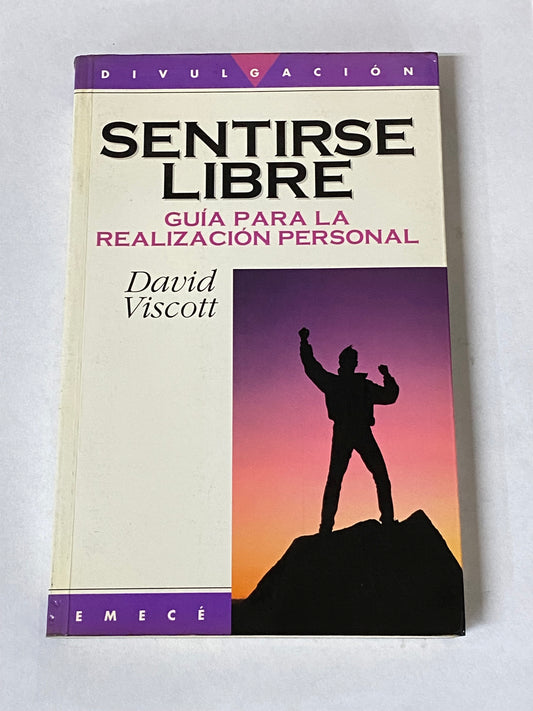 DIVULGACIÓN
SENTIRSE
LIBRE
GUÍA PARA LA
REALIZACIÓN PERSONAL
David
Viscott
EMECÉ